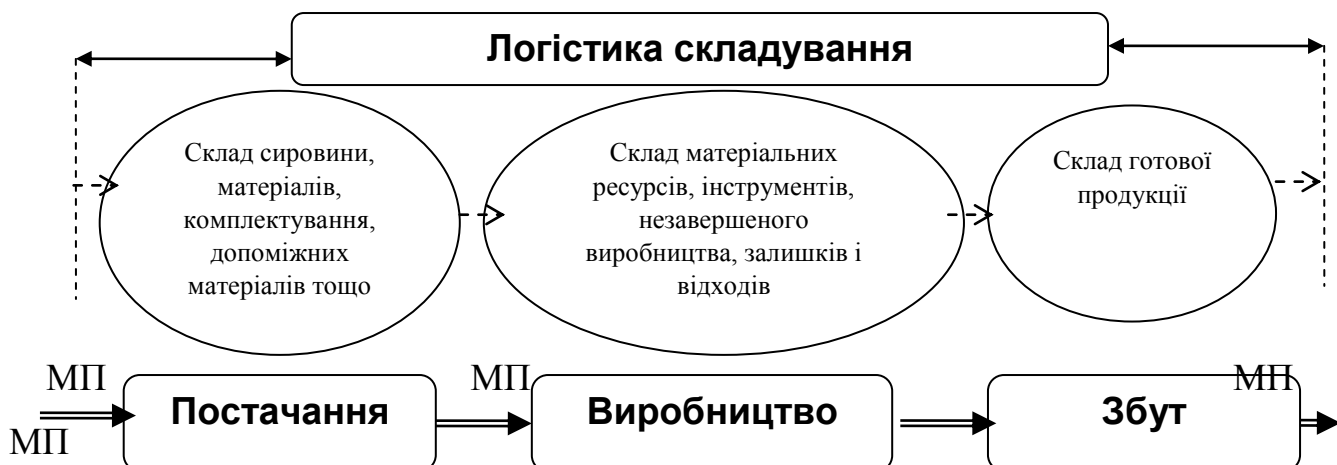 Логістика складування
Склад сировини,
матеріалів,
комплектування,
допоміжних
матеріалів тощо
Склад матеріальних
ресурсів, інструментів,
незавершеного
виробництва, залишків і
відходів
Склад готової
продукції
МП
МП
МП
МП
Постачання
Виробництво
Збут